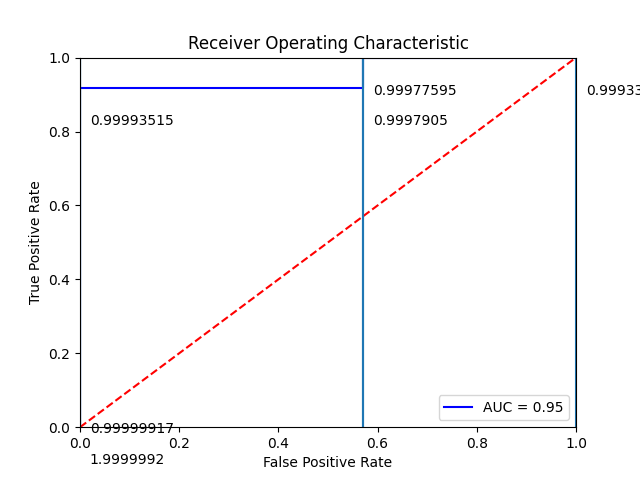 Receiver Operating Characteristic
1.0
0.99977595
0.99933
0.99993515
0.9997905
0.8
0.6
True Positive Rate
0.4
0.2
AUC = 0.95
0.0
0.99999917
0.0 0.2 0.4 0.6 0.8 1.0
1.9999992
False Positive Rate